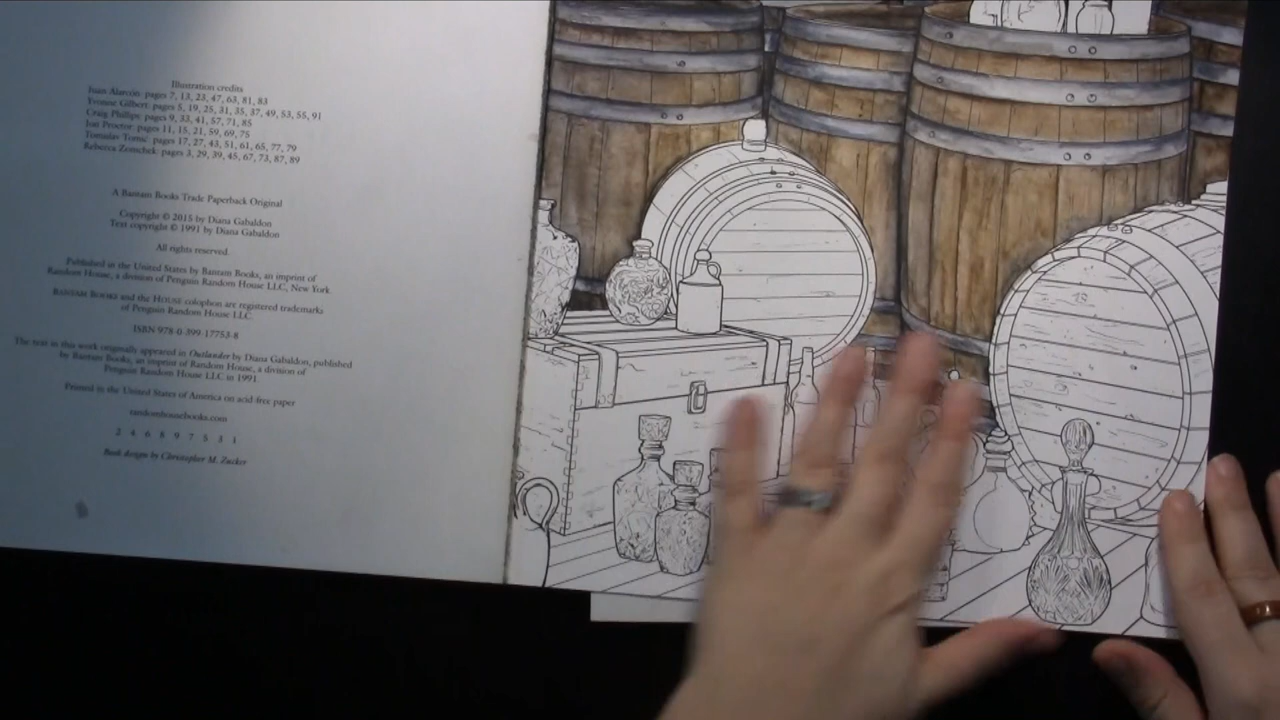 Illustration credits
Juan Alarcón: pages 7, 13, 23, 47, 63, 81, 83
Yvonne Gilbert: pages 5, 19, 25, 31, 35, 37, 49, 53, 55, 91
Craig Phillips: pages 9, 33, 41, 57, 71, 85
Jon Proctor: pages 11, 15, 21, 59, 69, 75
Tomislav Tomic: pages 17, 27, 43, 51, 61, 65, 77, 79
Rebecca Zomchek: pages 3, 29, 39, 45, 67, 73, 87, 89
A Bantam Books Trade Paperback Original
Copyright © 2015 by Diana Gabaldon
Text copyright © 1991 by Diana Gabaldon
All rights reserved.
Published in the United States by Bantam Books, an imprint of
Random House, a division of Penguin Random House LLC, New York.
BANTAM BOOKS and the HOUSE colophon are registered trademarks
of Penguin Random House LLC
ISBN 978-0-399-17753-8
The text in this work originally appeared in Outlander by Diana Gabaldon, published
by Bantam Books, an imprint of Random House, a division of
Penguin Random House LLC in 1991
Printed in the United States of America on acid-free paper
randomhousebooks.com
2 4 6 8 9 7 5 3 1
Book design by Christopher M. Zucker